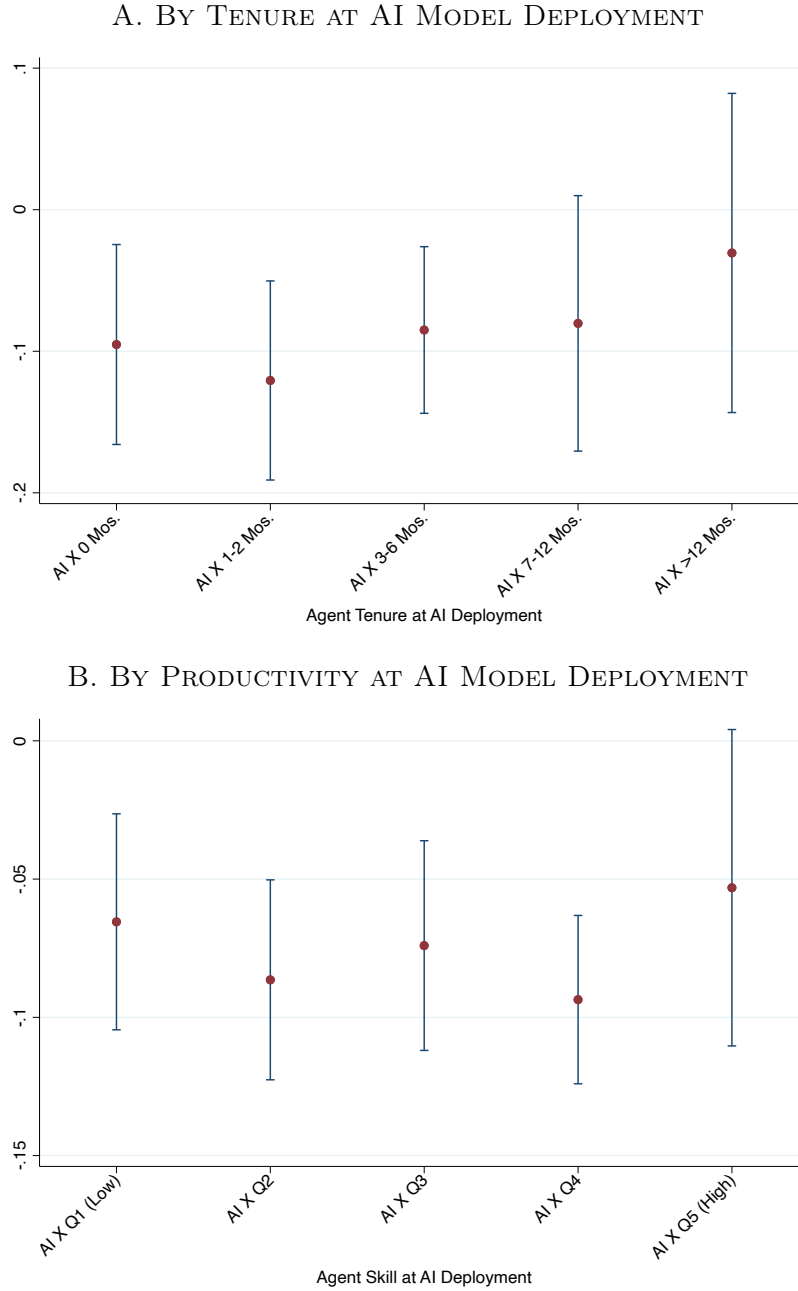 A. By Tenure at AI Model Deployment
.1
0
-.1
-.2
AI X 0 Mos.
AI X 1-2 Mos.
AI X 3-6 Mos.
AI X 7-12 Mos.
AI X >12 Mos.
Agent Tenure at AI Deployment
B. By Productivity at AI Model Deployment
0
-.05
-.1
-.15
AI X Q1 (Low)
AI X Q2
AI X Q3
AI X Q4
AI X Q5 (High)
Agent Skill at AI Deployment